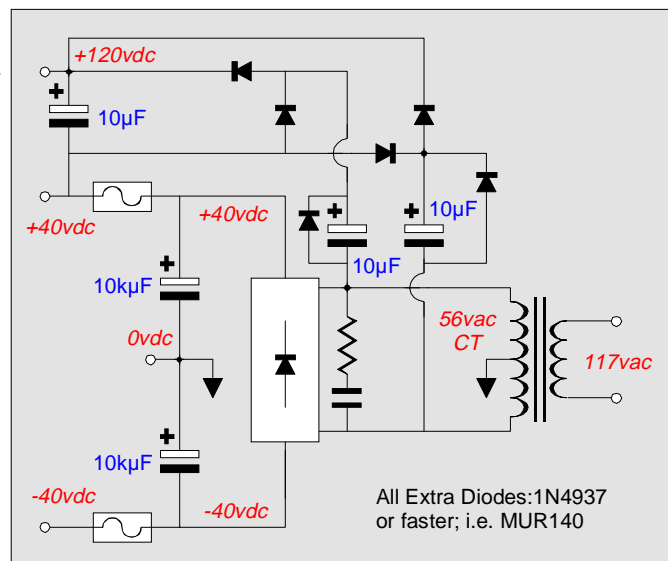 +120vdc
+
10µF
+40vdc
+40vdc
+
10µF
+
10µF
+
10kµF
0vdc
56vac
CT
117vac
+
10kµF
-40vdc
-40vdc
All Extra Diodes:1N4937
or faster; i.e. MUR140